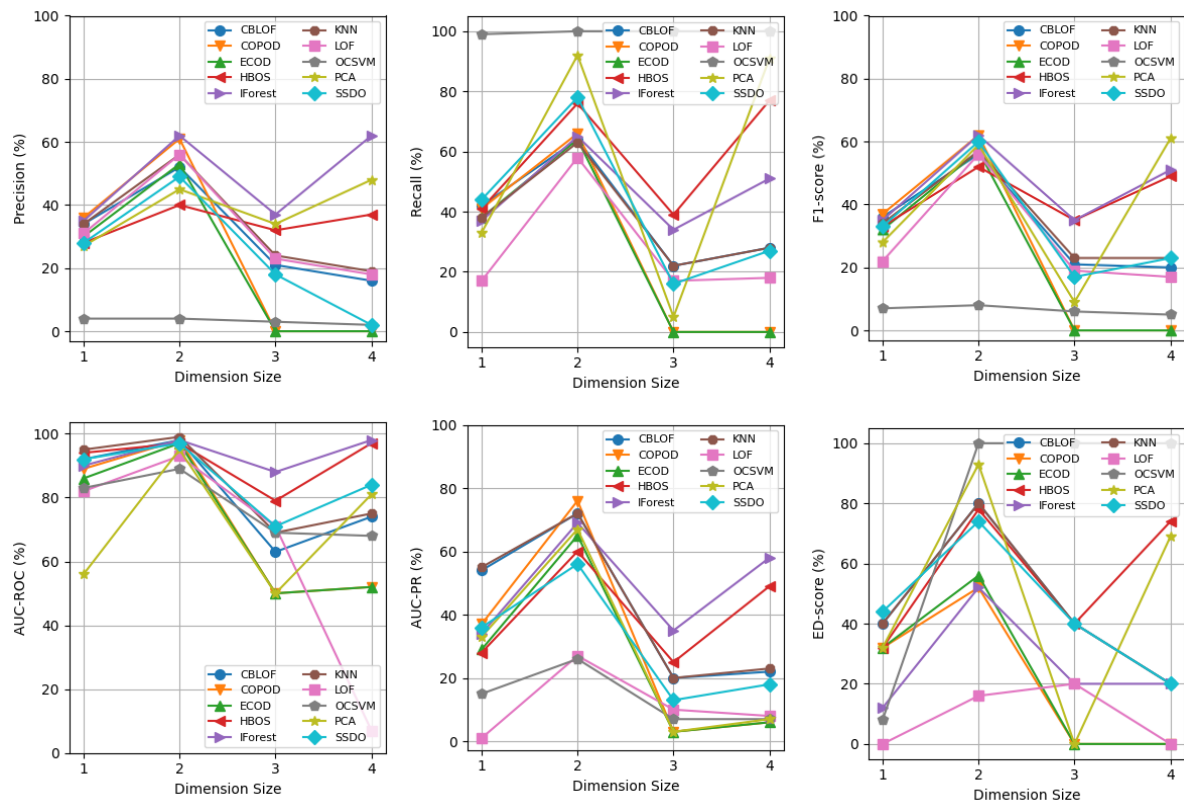 100
80
60
40
20
0
Precision (%)
CBLOF
COPOD
ECOD
HBOS
IForest
KNN
LOF
OCSVM
PCA
SSDO
1 2 3 4
Dimension Size
100
80
60
40
20
0
Recall (%)
CBLOF
COPOD
ECOD
HBOS
IForest
KNN
LOF
OCSVM
PCA
SSDO
1 2 3 4
Dimension Size
100
80
60
40
20
0
F1-score (%)
CBLOF
COPOD
ECOD
HBOS
IForest
KNN
LOF
OCSVM
PCA
SSDO
1 2 3 4
Dimension Size
100
80
60
40
20
0
AUC-ROC (%)
CBLOF
COPOD
ECOD
HBOS
IForest
KNN
LOF
OCSVM
PCA
SSDO
1 2 3 4
Dimension Size
100
80
60
40
20
0
AUC-PR (%)
CBLOF
COPOD
ECOD
HBOS
IForest
KNN
LOF
OCSVM
PCA
SSDO
1 2 3 4
Dimension Size
100
80
60
40
20
0
ED-score (%)
CBLOF
COPOD
ECOD
HBOS
IForest
KNN
LOF
OCSVM
PCA
SSDO
1 2 3 4
Dimension Size